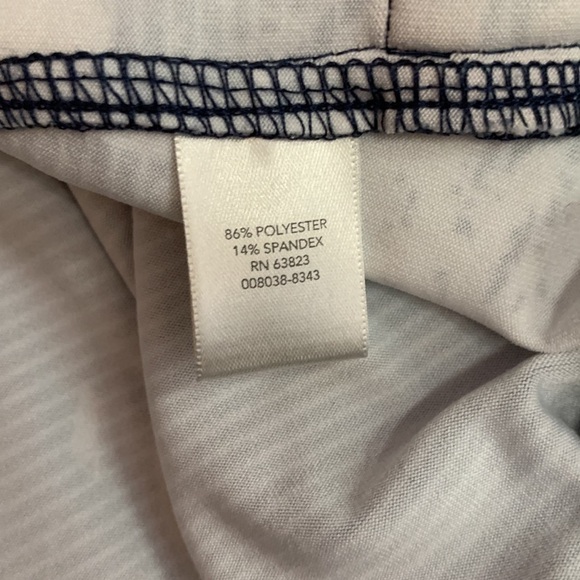 86% POLYESTER
14% SPANDEX
RN 63823
008038-8343